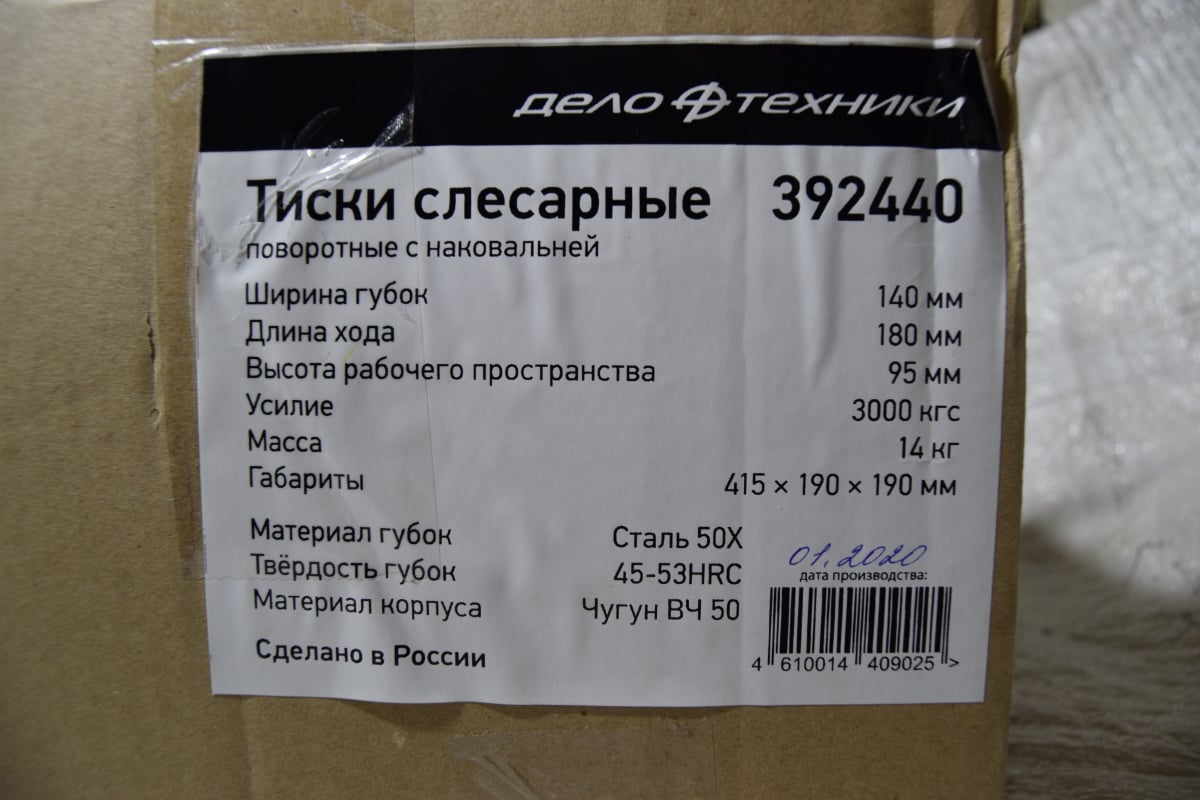 дело техники
Тиски слесарные 392440
поворотные с наковальней
Ширина губок 140 мм
Длина хода 180 мм
Высота рабочего пространства 95 мм
Усилие 3000 кгс
Масса 14 кг
Габариты 415 × 190 × 190 мм
Материал губок Сталь 50Х
Твёрдость губок 45-53HRC
Материал корпуса Чугун ВЧ 50
01.2020
дата производства:
Сделано в России
4 610014 409025 >